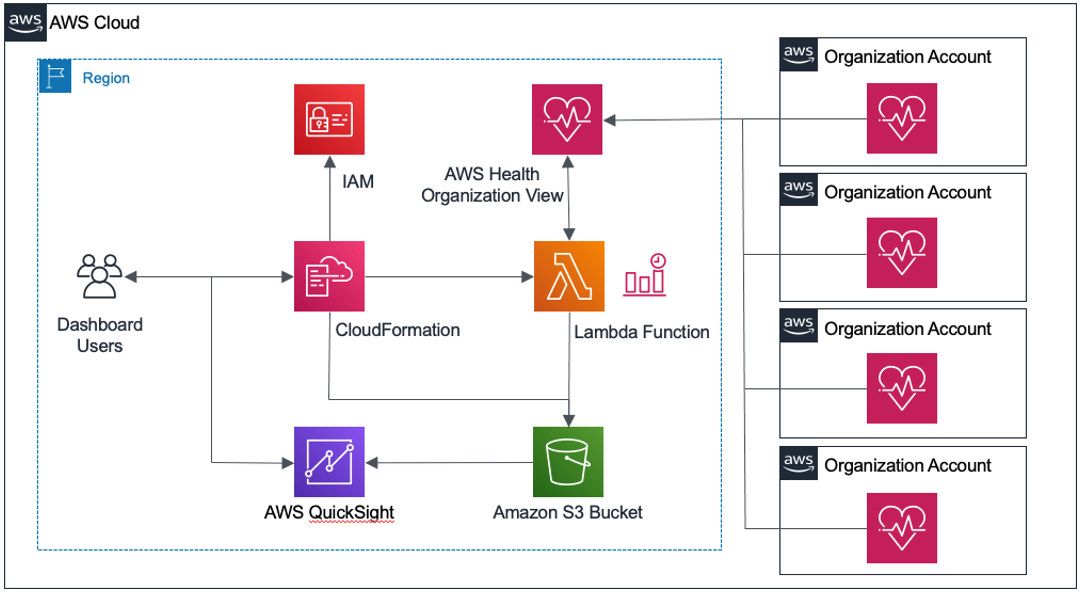 aws AWS Cloud
Region
IAM
AWS Health
Organization View
Dashboard
Users
CloudFormation
Lambda Function
AWS QuickSight
Amazon S3 Bucket
aws Organization Account
aws Organization Account
aws Organization Account
aws Organization Account